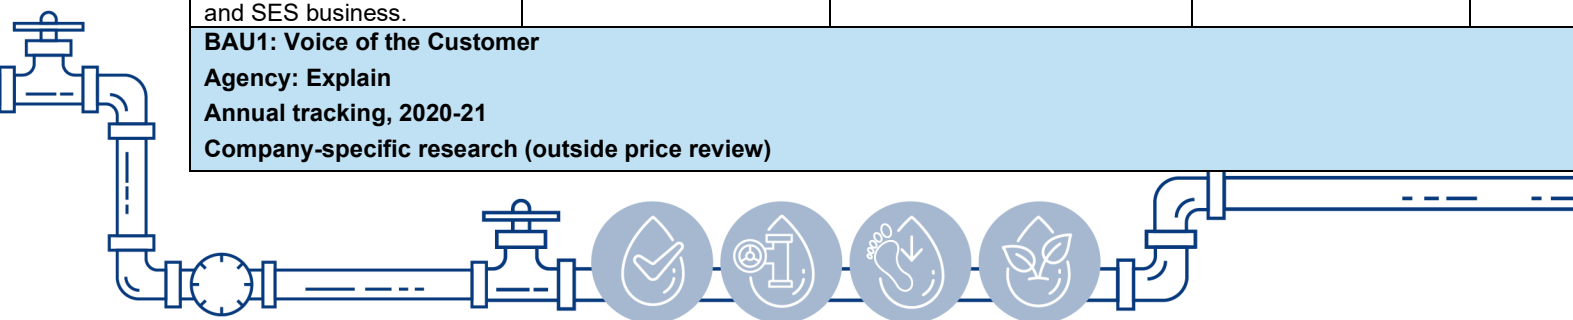 and SES business.
BAU1: Voice of the Customer
Agency: Explain
Annual tracking, 2020-21
Company-specific research (outside price review)